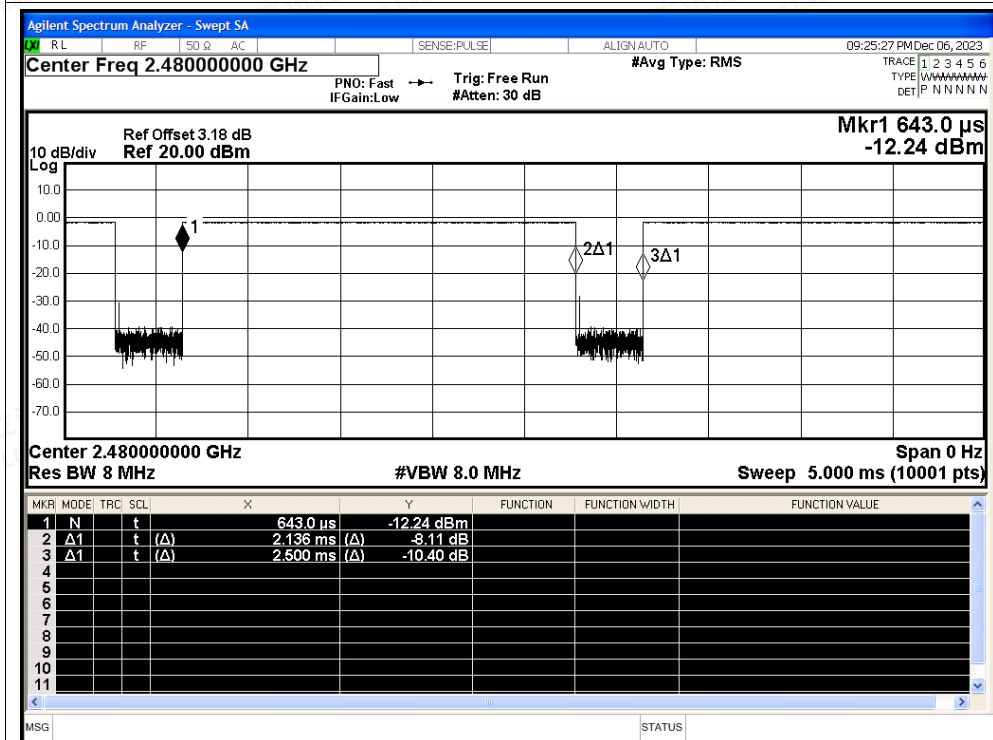 Agilent Spectrum Analyzer - Swept SA
LXI RL RF 50 Ω AC SENSE:PULSE ALIGN AUTO 09:25:27 PM Dec 06, 2023
Center Freq 2.480000000 GHz #Avg Type: RMS TRACE 1 2 3 4 5 6
PNO: Fast Trig: Free Run TYPE WWWWWW
IFGain:Low #Atten: 30 dB DET P N N N N N
Mkr1 643.0 µs
-12.24 dBm
Ref Offset 3.18 dB
10 dB/div Ref 20.00 dBm
Log
10.0
0.00
-10.0
-20.0
-30.0
-40.0
-50.0
-60.0
-70.0
1
2Δ1
3Δ1
Center 2.480000000 GHz Span 0 Hz
Res BW 8 MHz #VBW 8.0 MHz Sweep 5.000 ms (10001 pts)
MKR MODE TRC SCL X Y FUNCTION FUNCTION WIDTH FUNCTION VALUE
1 N t 643.0 µs -12.24 dBm
2 Δ1 t (Δ) 2.136 ms (Δ) -8.11 dB
3 Δ1 t (Δ) 2.500 ms (Δ) -10.40 dB
4
5
6
7
8
9
10
11
MSG STATUS